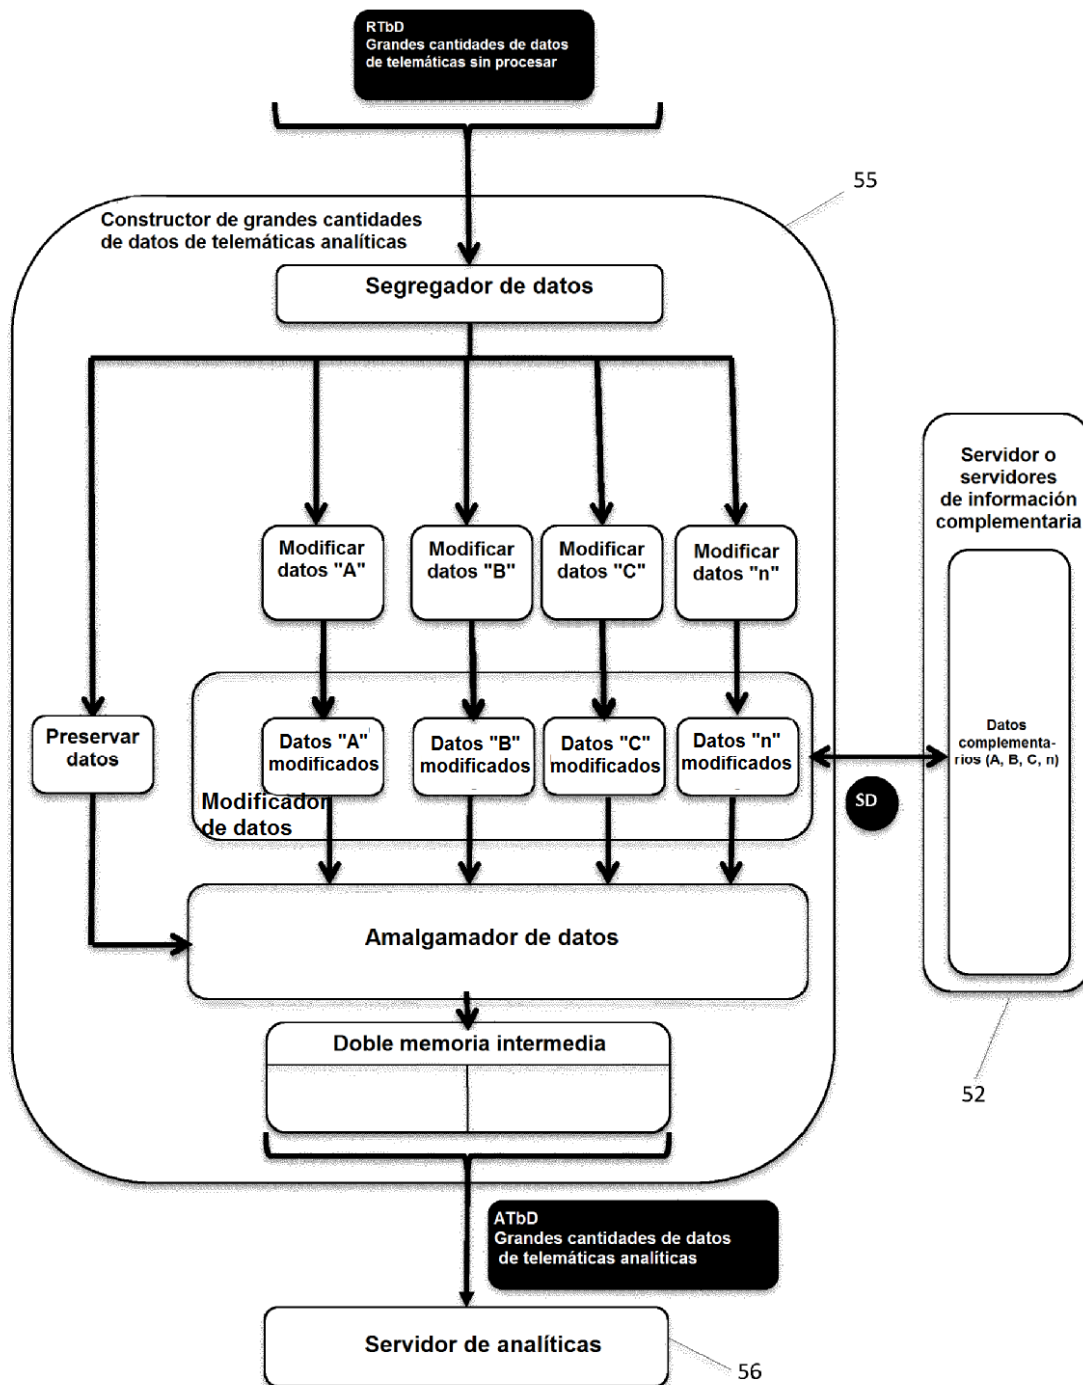 RTbD
Grandes cantidades de datos
de telemáticas sin procesar
55
Constructor de grandes cantidades
de datos de telemáticas analíticas
Segregador de datos
Servidor o
servidores
de información
complementaria
Modificar
datos "A"
Modificar
datos "B"
Modificar
datos "C"
Modificar
datos "n"
Preservar
datos
Datos "A"
modificados
Datos "B"
modificados
Datos "C"
modificados
Datos "n"
modificados
Modificador
de datos
SD
Datos
complementa-
rios (A, B, C, n)
Amalgamador de datos
Doble memoria intermedia
52
ATbD
Grandes cantidades de datos
de telemáticas analíticas
Servidor de analíticas
56